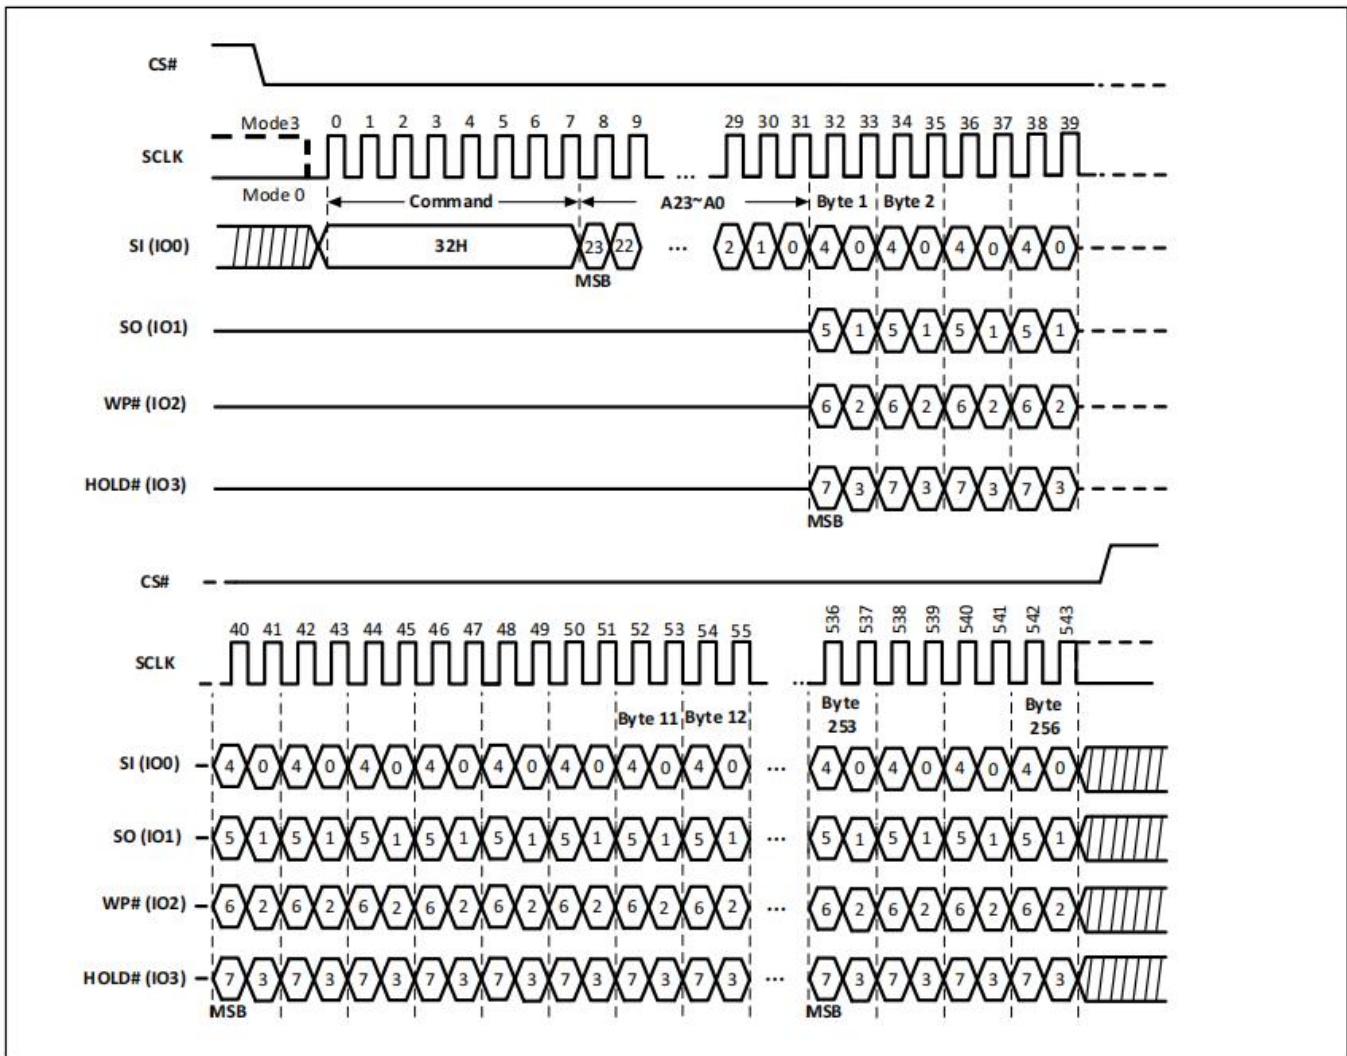 CS#
Mode3 0 1 2 3 4 5 6 7 8 9 29 30 31 32 33 34 35 36 37 38 39
SCLK
...
Mode 0 Command A23~A0 Byte 1 Byte 2
SI (IO0) 32H 23 22 ... 2 1 0 4 0 4 0 4 0 4 0
MSB
SO (IO1) 5 1 5 1 5 1 5 1
WP# (IO2) 6 2 6 2 6 2 6 2
HOLD# (IO3) 7 3 7 3 7 3 7 3
MSB
CS#
40 41 42 43 44 45 46 47 48 49 50 51 52 53 54 55 536 537 538 539 540 541 542 543
SCLK ..
Byte 11 Byte 12 Byte 253 Byte 256
SI (IO0) 4 0 4 0 4 0 4 0 4 0 4 0 4 0 4 0 ... 4 0 4 0 4 0 4 0
SO (IO1) 5 1 5 1 5 1 5 1 5 1 5 1 5 1 5 1 ... 5 1 5 1 5 1 5 1
WP# (IO2) 6 2 6 2 6 2 6 2 6 2 6 2 6 2 6 2 ... 6 2 6 2 6 2 6 2
HOLD# (IO3) 7 3 7 3 7 3 7 3 7 3 7 3 7 3 7 3 ... 7 3 7 3 7 3 7 3
MSB MSB